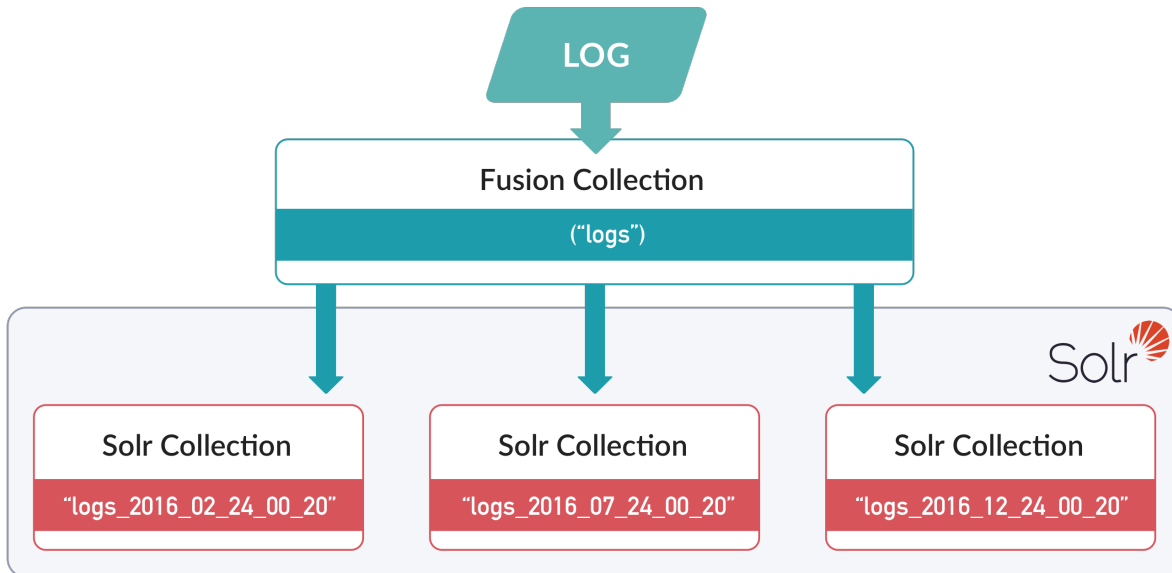 LOG
Fusion Collection
(“logs”)
Solr
Solr Collection
“logs_2016_02_24_00_20”
Solr Collection
“logs_2016_07_24_00_20”
Solr Collection
“logs_2016_12_24_00_20”